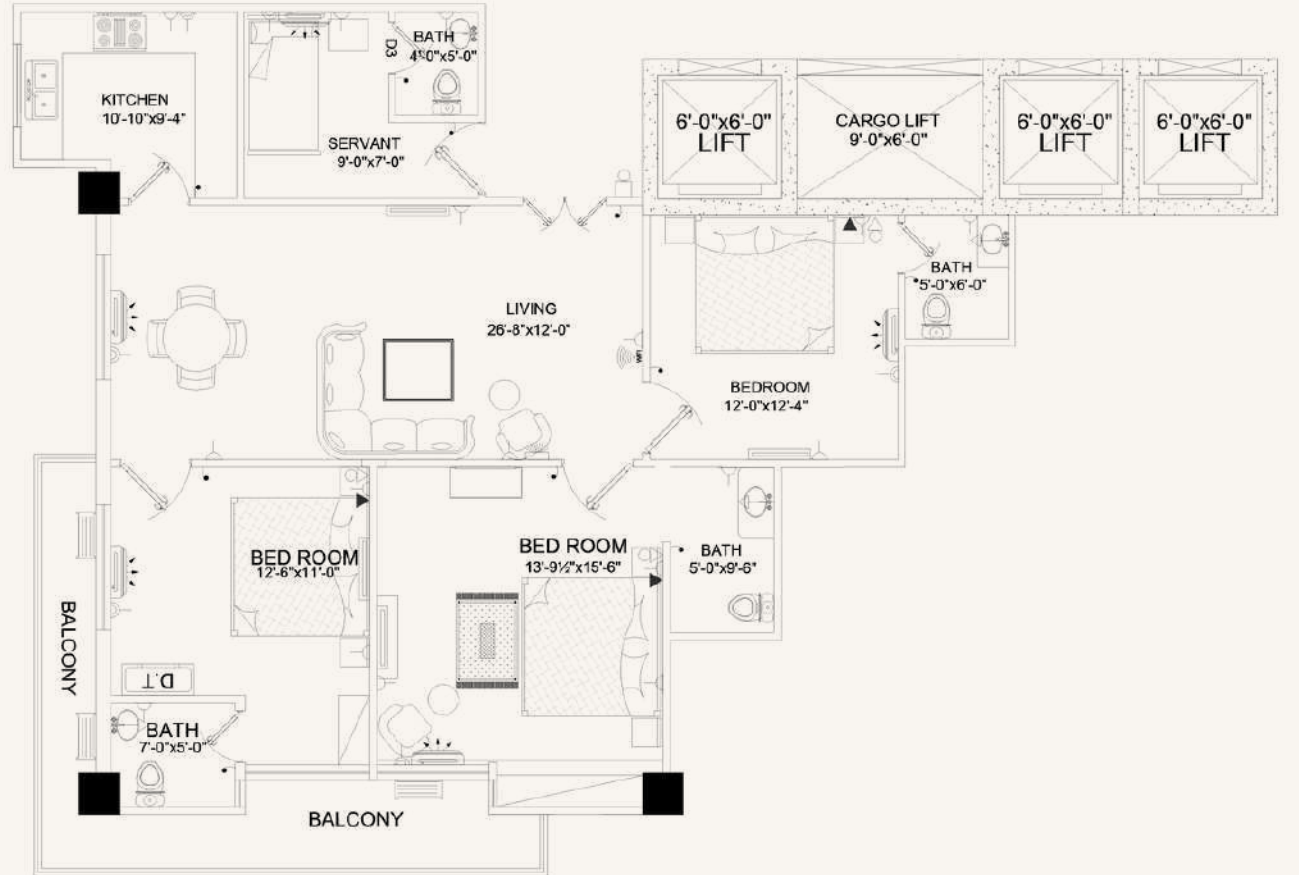 BATH
4'-0"x5'-0"
D3
KITCHEN
10'-10"x9'-4"
SERVANT
9'-0"x7'-0"
6'-0"x6'-0"
LIFT
CARGO LIFT
9'-0"x6'-0"
6'-0"x6'-0"
LIFT
6'-0"x6'-0"
LIFT
BATH
5'-0"x6'-0"
LIVING
26'-8"x12'-0"
WIFI
BEDROOM
12'-0"x12'-4"
BED ROOM
12'-6"x11'-0"
BED ROOM
13'-9½"x15'-6"
BATH
5'-0"x9'-6"
BALCONY
D.T
BATH
7'-0"x5'-0"
BALCONY